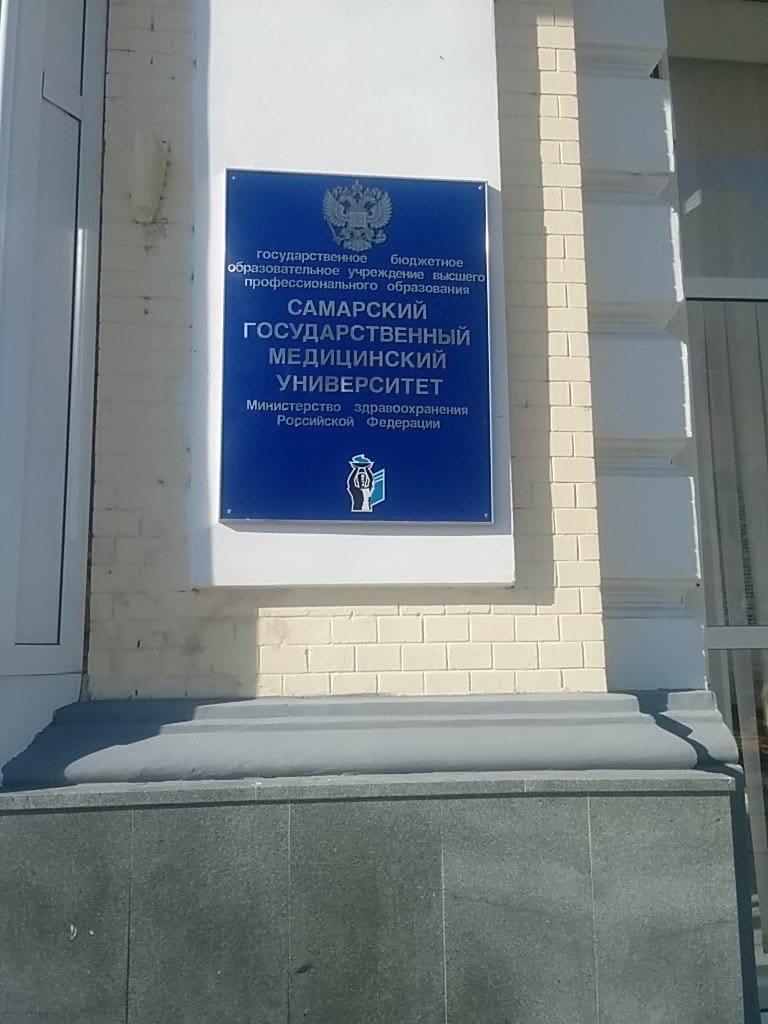 государственное бюджетное
образовательное учреждение высшего
профессионального образования
САМАРСКИЙ
ГОСУДАРСТВЕННЫЙ
МЕДИЦИНСКИЙ
УНИВЕРСИТЕТ
Министерство здравоохранения
Российской Федерации